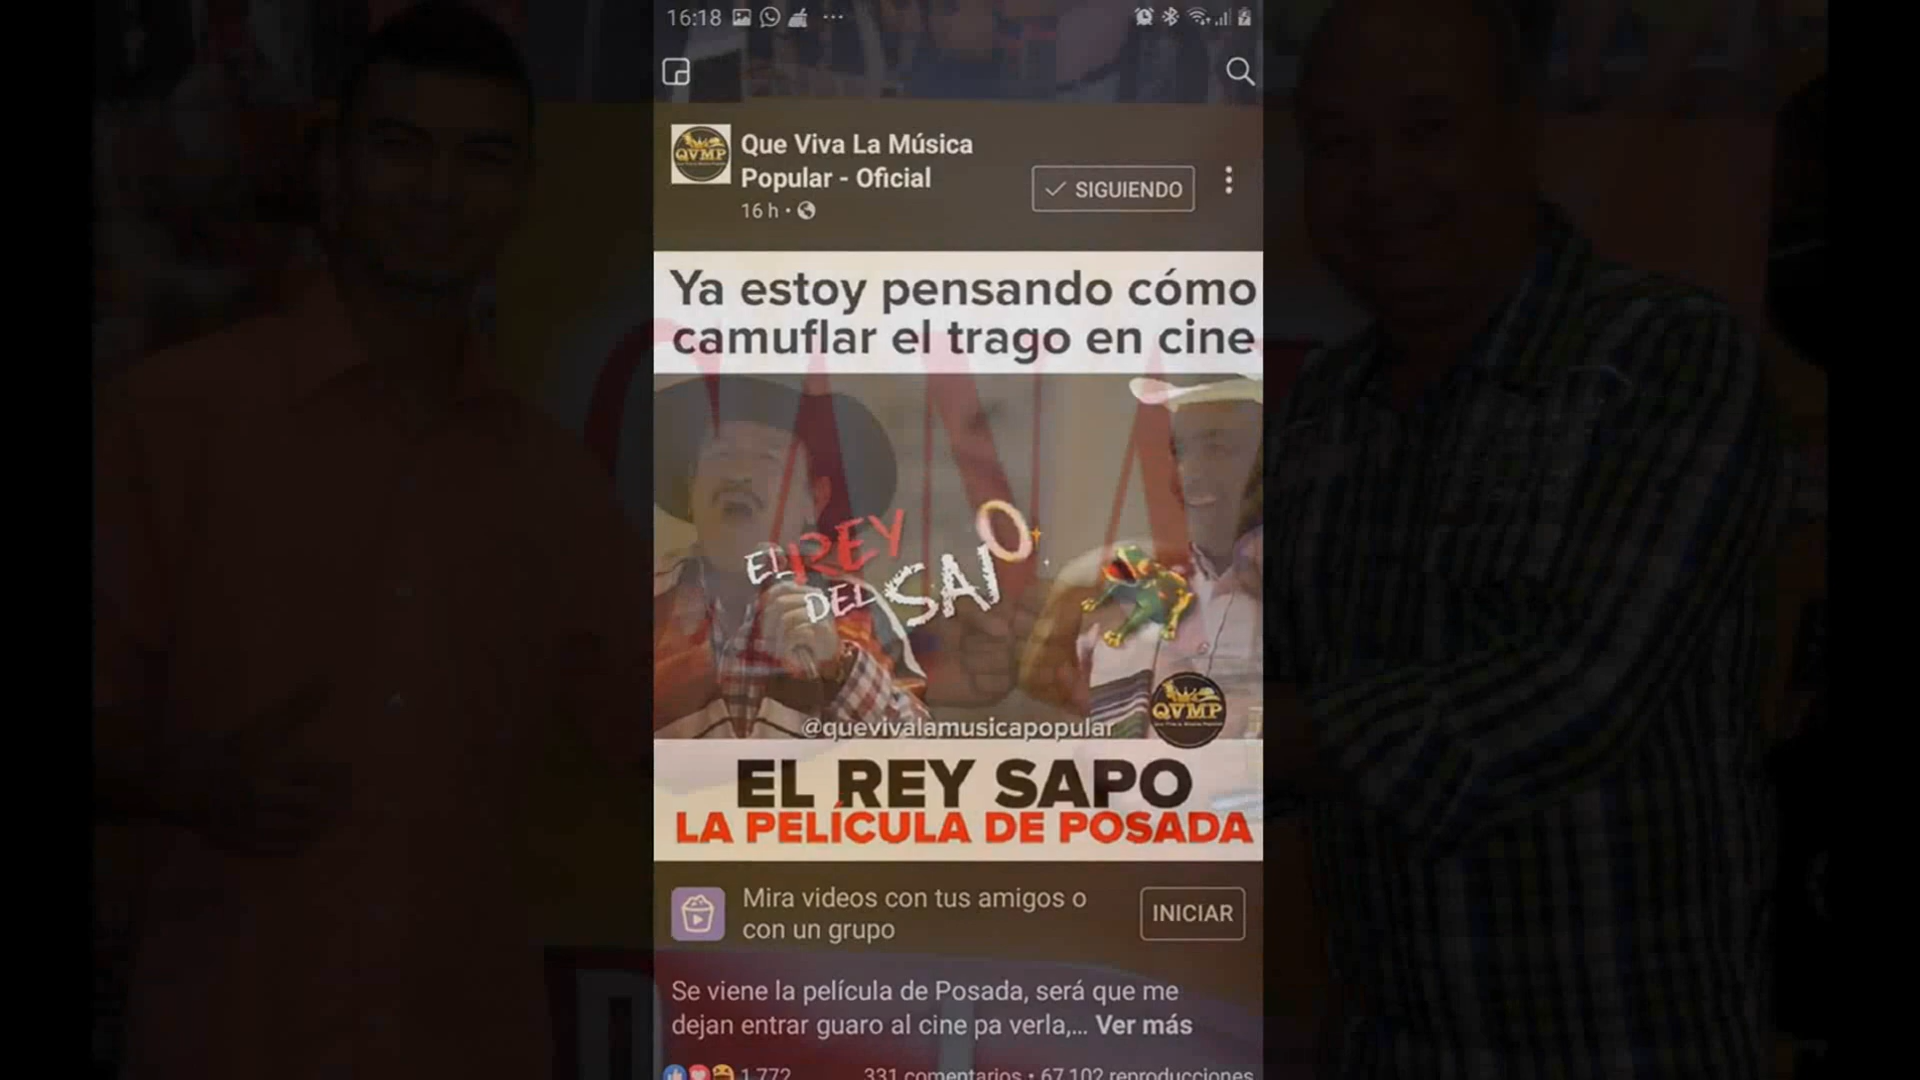 16:18
Que Viva La Música
Popular - Oficial
SIGUIENDO
16 h
QVMP
Ya estoy pensando cómo
camuflar el trago en cine
EL REY
DEL SAPO
QVMP
@quevivalamusicapopular
EL REY SAPO
LA PELÍCULA DE POSADA
Mira videos con tus amigos o
con un grupo
INICIAR
Se viene la película de Posada, será que me
dejan entrar guaro al cine pa verla,... Ver más
1.772 331 comentarios • 67.102 reproducciones